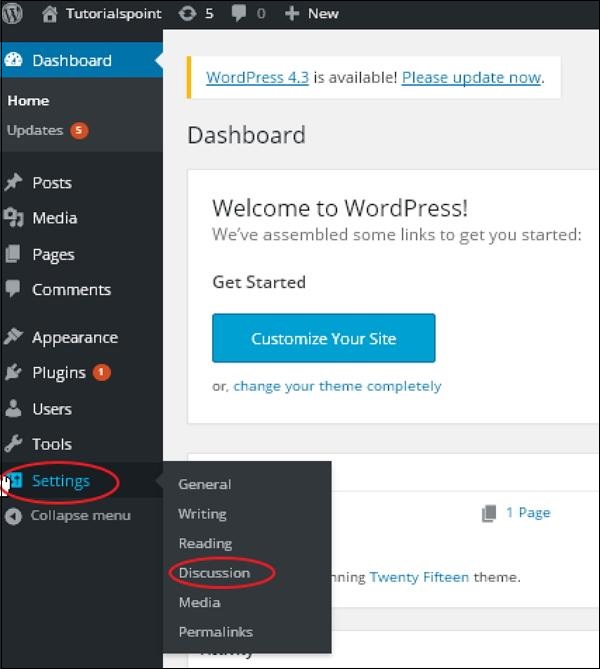 Tutorialspoint 5 0 New
Dashboard
Home
Updates 5
Posts
Media
Pages
Comments
Appearance
Plugins 1
Users
Tools
Settings
Collapse menu
General
Writing
Reading
Discussion
Media
Permalinks
WordPress 4.3 is available! Please update now.
Dashboard
Welcome to WordPress!
We've assembled some links to get you started:
Get Started
Customize Your Site
or, change your theme completely
1 Page
nning Twenty Fifteen theme.